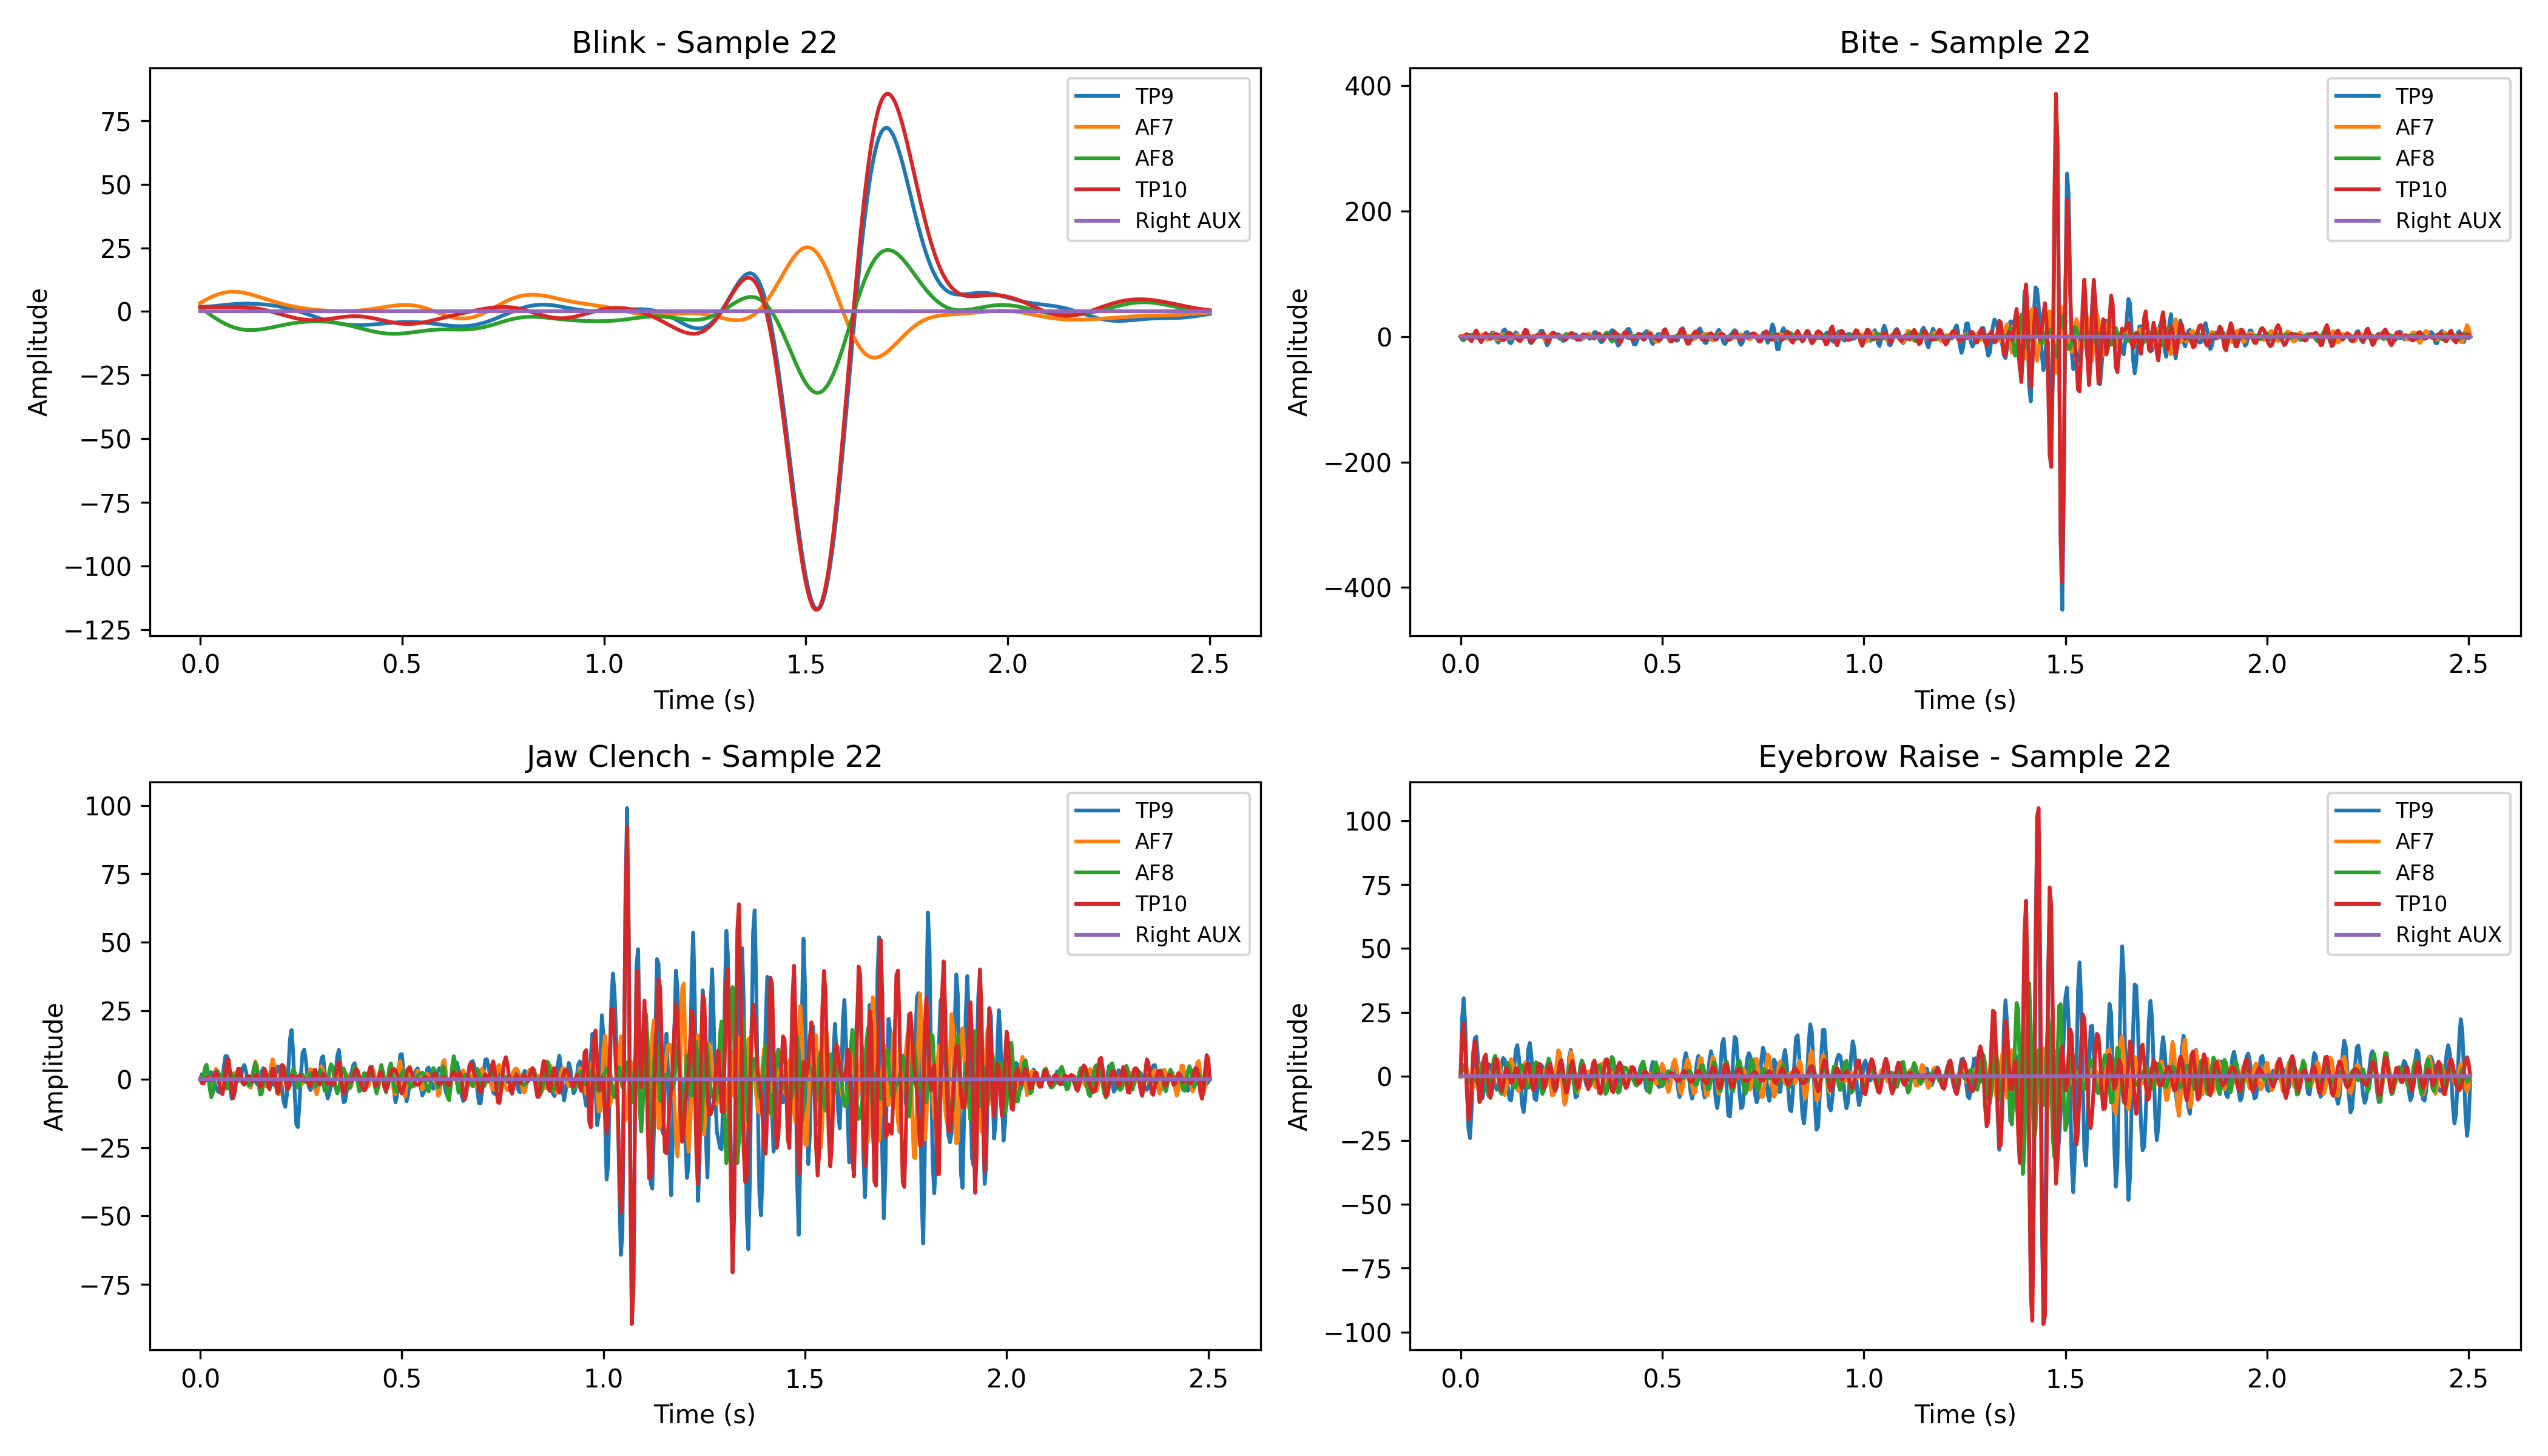 Blink - Sample 22
75
50
25
0
−25
−50
−75
−100
−125
Amplitude
0.0 0.5 1.0 1.5 2.0 2.5
Time (s)
TP9
AF7
AF8
TP10
Right AUX
Bite - Sample 22
400
200
0
−200
−400
Amplitude
0.0 0.5 1.0 1.5 2.0 2.5
Time (s)
TP9
AF7
AF8
TP10
Right AUX
Jaw Clench - Sample 22
100
75
50
25
0
−25
−50
−75
Amplitude
0.0 0.5 1.0 1.5 2.0 2.5
Time (s)
TP9
AF7
AF8
TP10
Right AUX
Eyebrow Raise - Sample 22
100
75
50
25
0
−25
−50
−75
−100
Amplitude
0.0 0.5 1.0 1.5 2.0 2.5
Time (s)
TP9
AF7
AF8
TP10
Right AUX